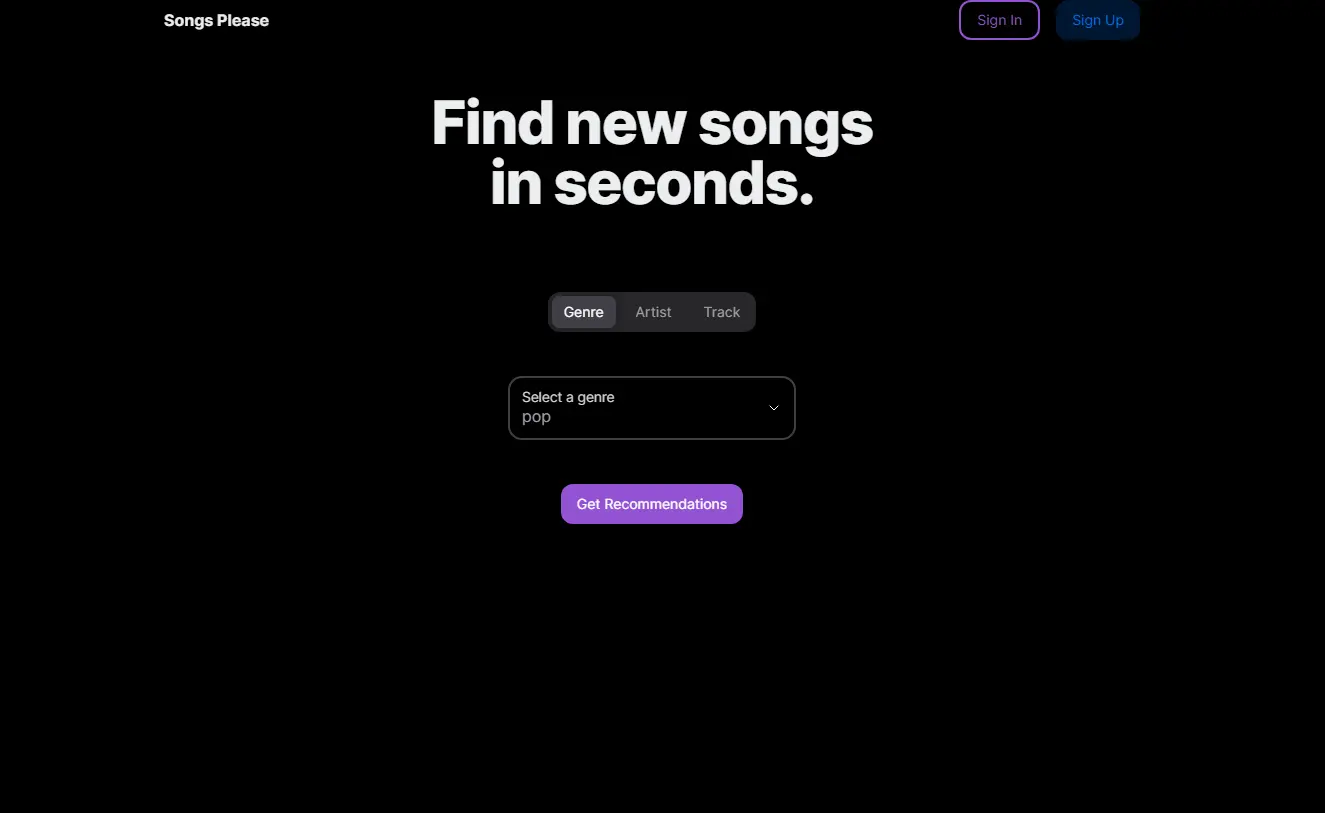 Songs Please
Sign In
Sign Up
Find new songs
in seconds.
Genre
Artist
Track
Select a genre
pop
Get Recommendations